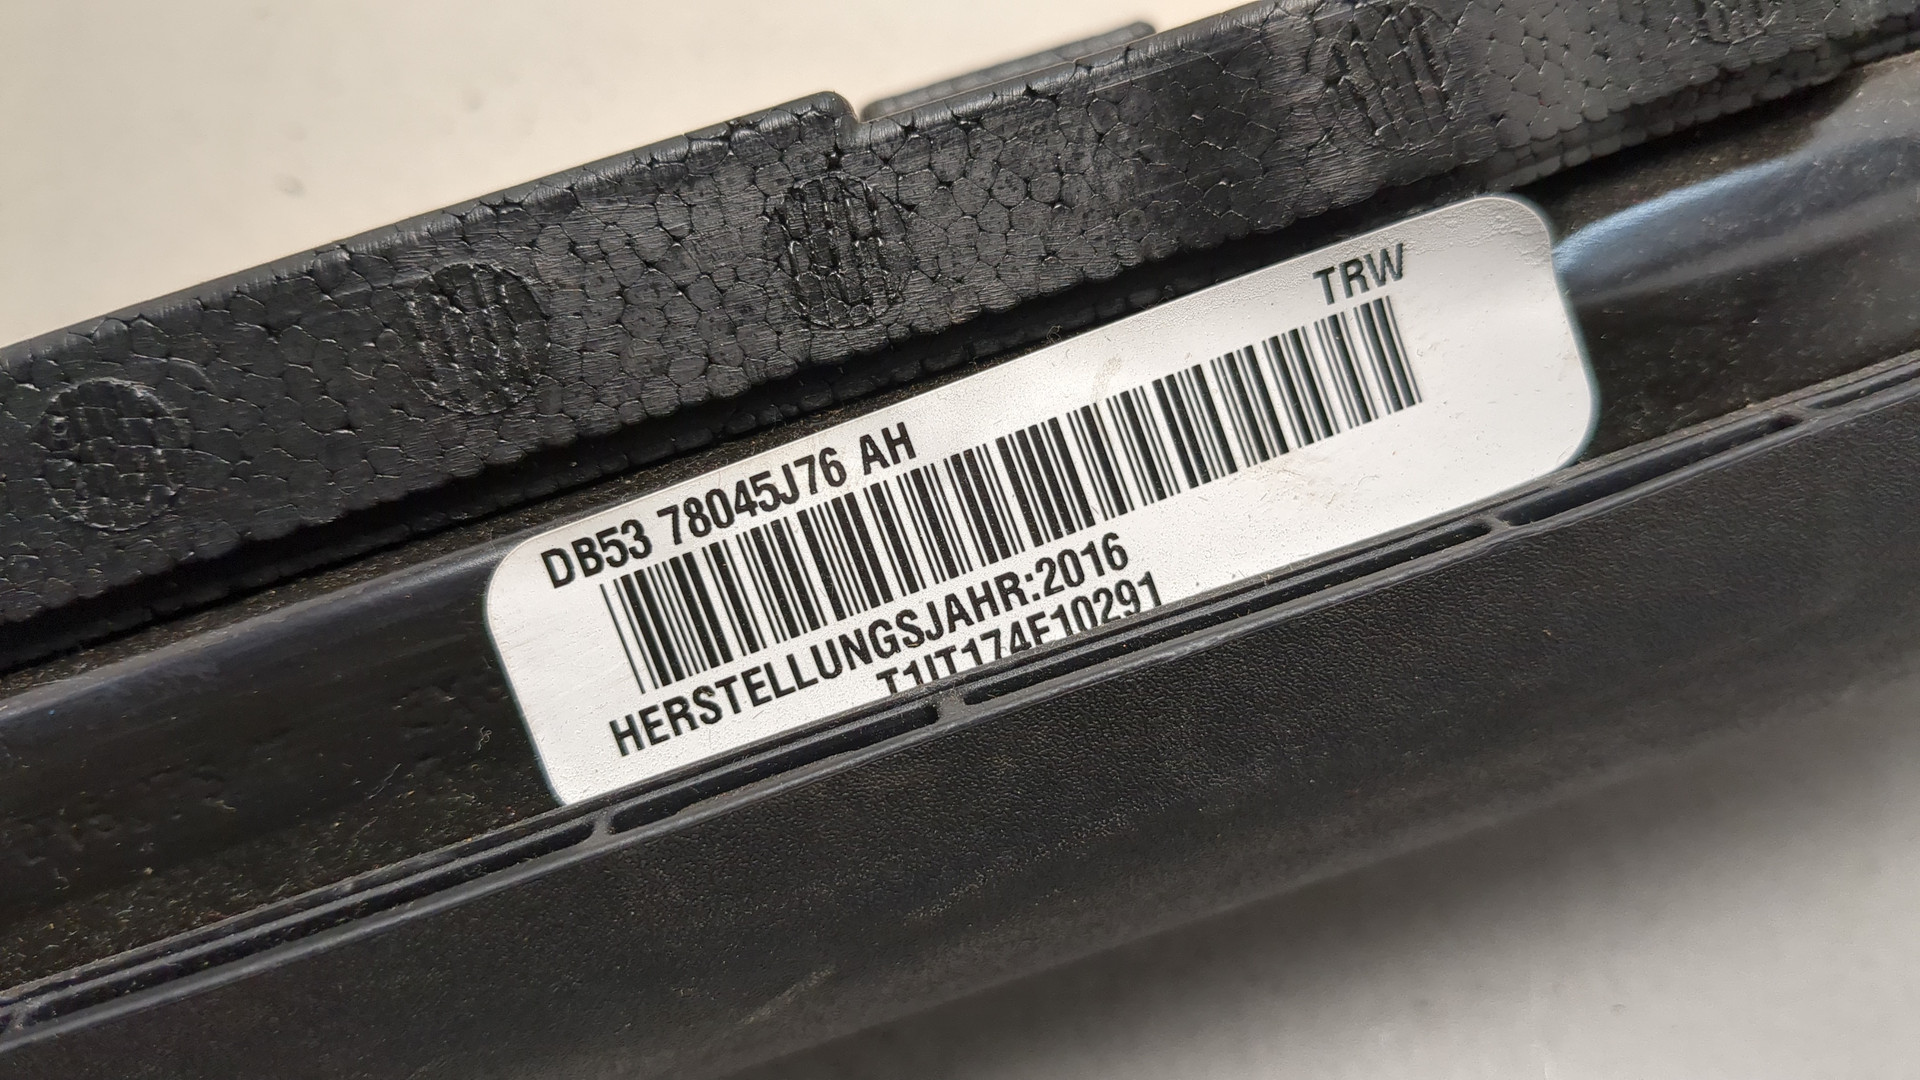 TRW
DB53 78045J76 AH
HERSTELLUNGSJAHR:2016